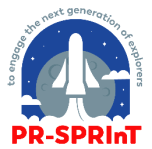 to engage the next generation of explorers
PR-SPRInT